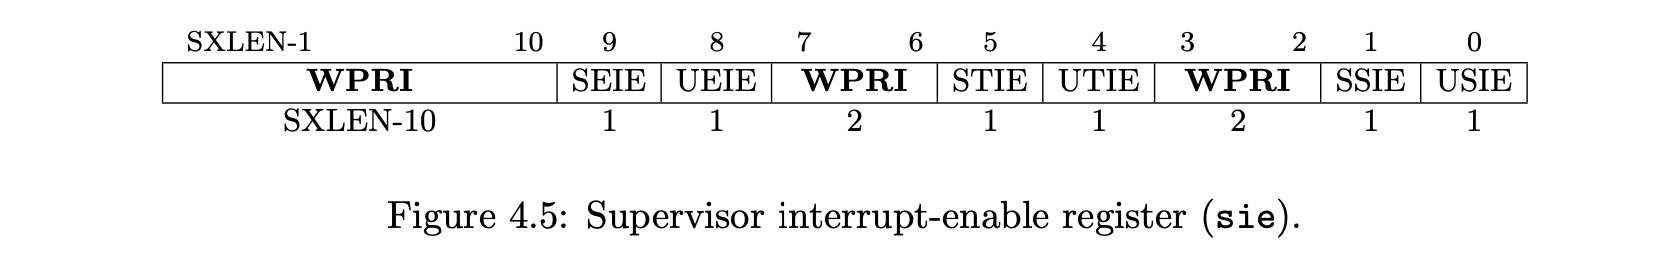 SXLEN-1 10 9 8 7 6 5 4 3 2 1 0
WPRI SEIE UEIE WPRI STIE UTIE WPRI SSIE USIE
SXLEN-10 1 1 2 1 1 2 1 1
Figure 4.5: Supervisor interrupt-enable register (sie).